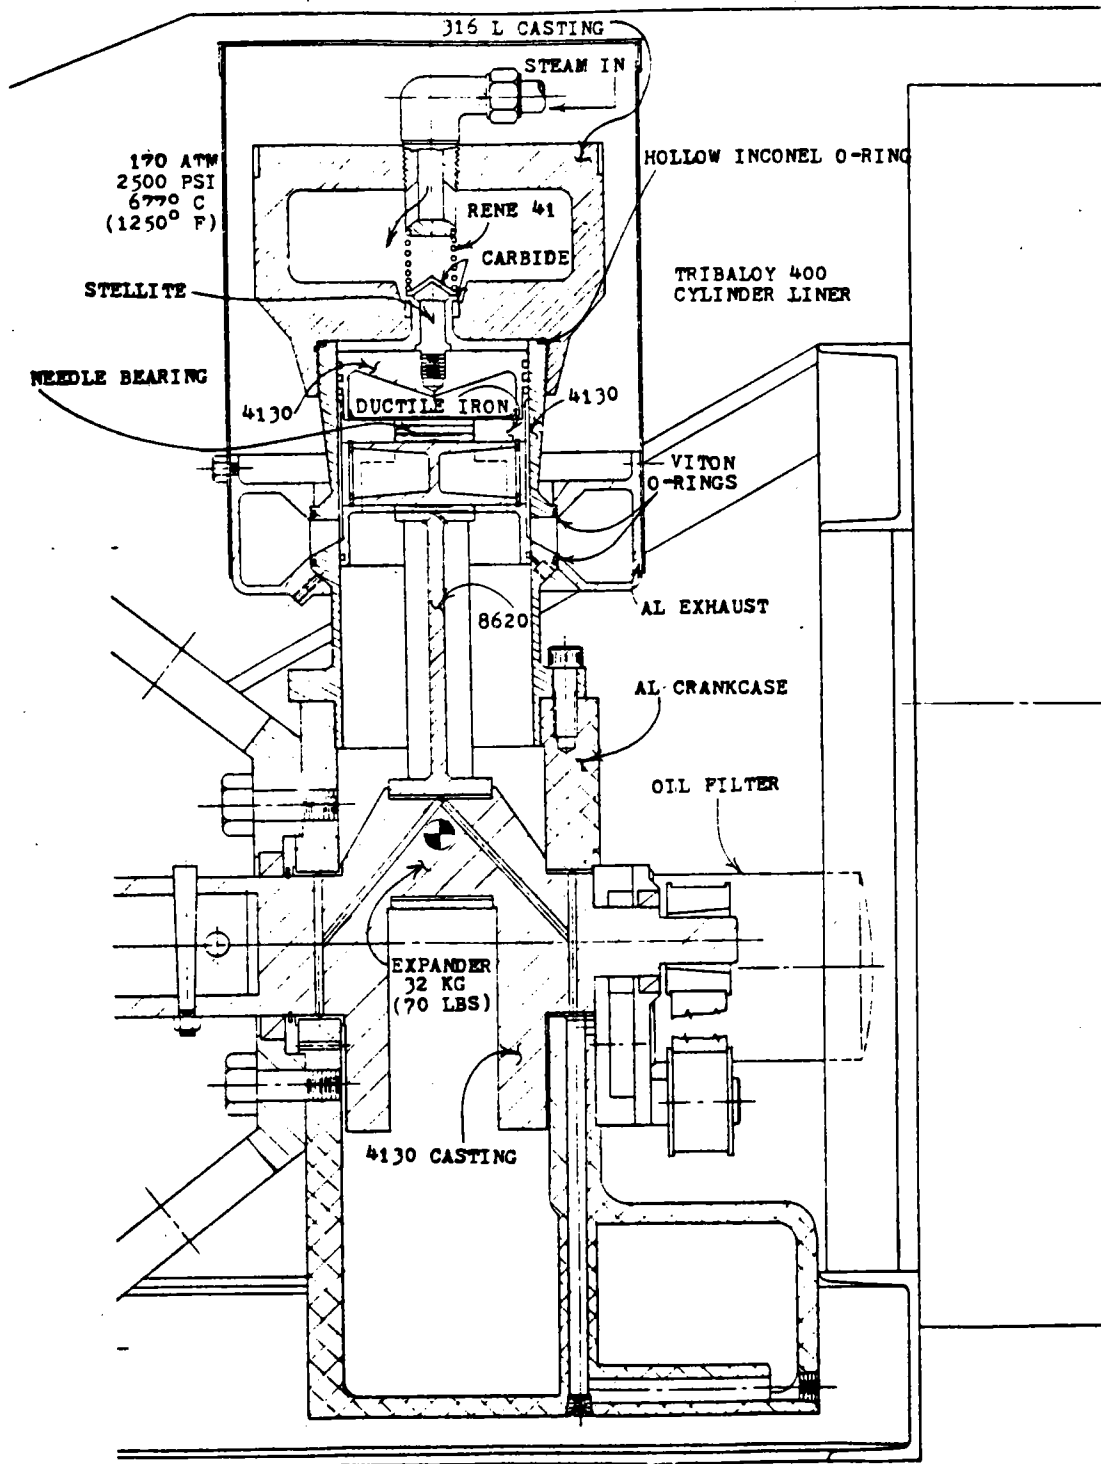 316 L CASTING
STEAM IN
170 ATM
2500 PSI
677° C
(1250° F)
HOLLOW INCONEL O-RING
RENE 41
CARBIDE
STELLITE
TRIBALOY 400
CYLINDER LINER
NEEDLE BEARING
4130
DUCTILE IRON
4130
VITON
O-RINGS
8620
AL EXHAUST
AL CRANKCASE
OIL FILTER
EXPANDER
32 KG
(70 LBS)
4130 CASTING